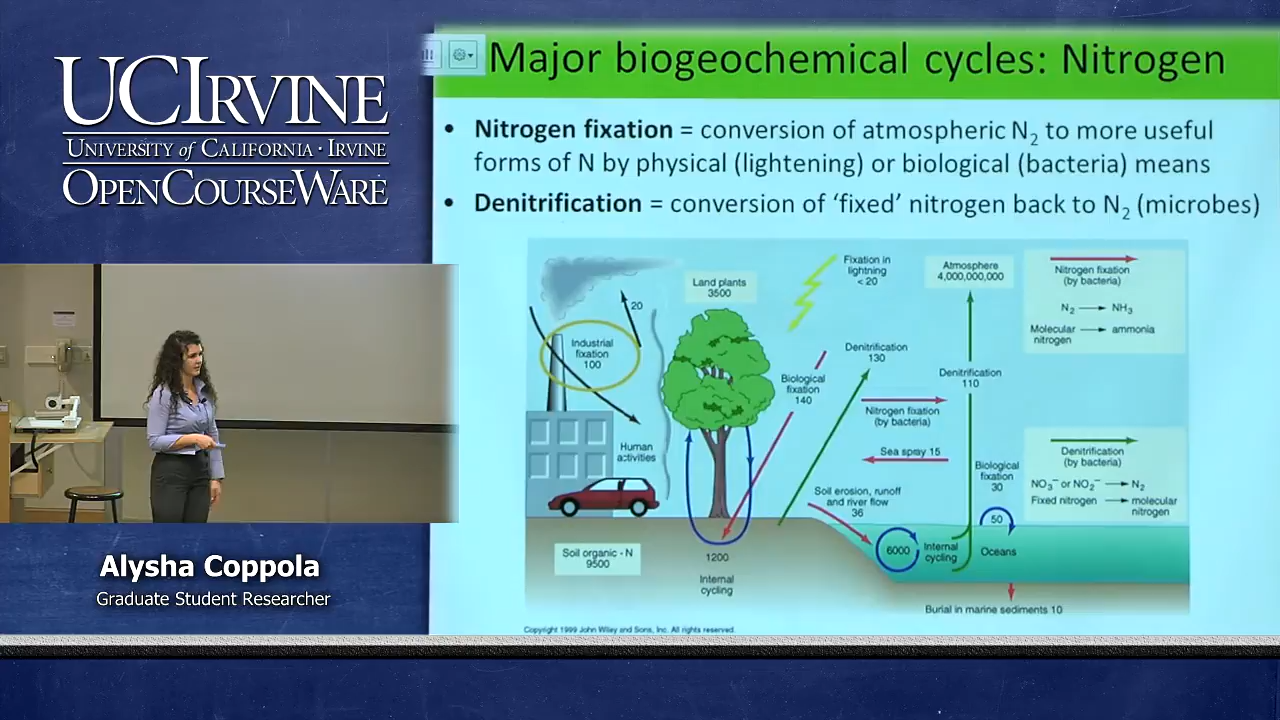 UCIRVINE
UNIVERSITY of CALIFORNIA · IRVINE
OPENCOURSEWARE
Alysha Coppola
Graduate Student Researcher
Major biogeochemical cycles: Nitrogen
• Nitrogen fixation = conversion of atmospheric N₂ to more useful
forms of N by physical (lightening) or biological (bacteria) means
• Denitrification = conversion of ‘fixed’ nitrogen back to N₂ (microbes)
Industrial
fixation
100
20
Human
activities
Land plants
3500
Fixation in
lightning
< 20
Atmosphere
4,000,000,000
Nitrogen fixation
(by bacteria)
N₂ → NH₃
Molecular → ammonia
nitrogen
Biological
fixation
140
Denitrification
130
Denitrification
110
Nitrogen fixation
(by bacteria)
Sea spray 15
Soil erosion, runoff
and river flow
36
Biological
fixation
30
Denitrification
(by bacteria)
NO₃⁻ or NO₂⁻ → N₂
Fixed nitrogen → molecular
nitrogen
50
Soil organic - N
9500
1200
Internal
cycling
6000
Internal
cycling
Oceans
Burial in marine sediments 10
Copyright 1999 John Wiley and Sons, Inc. All rights reserved.